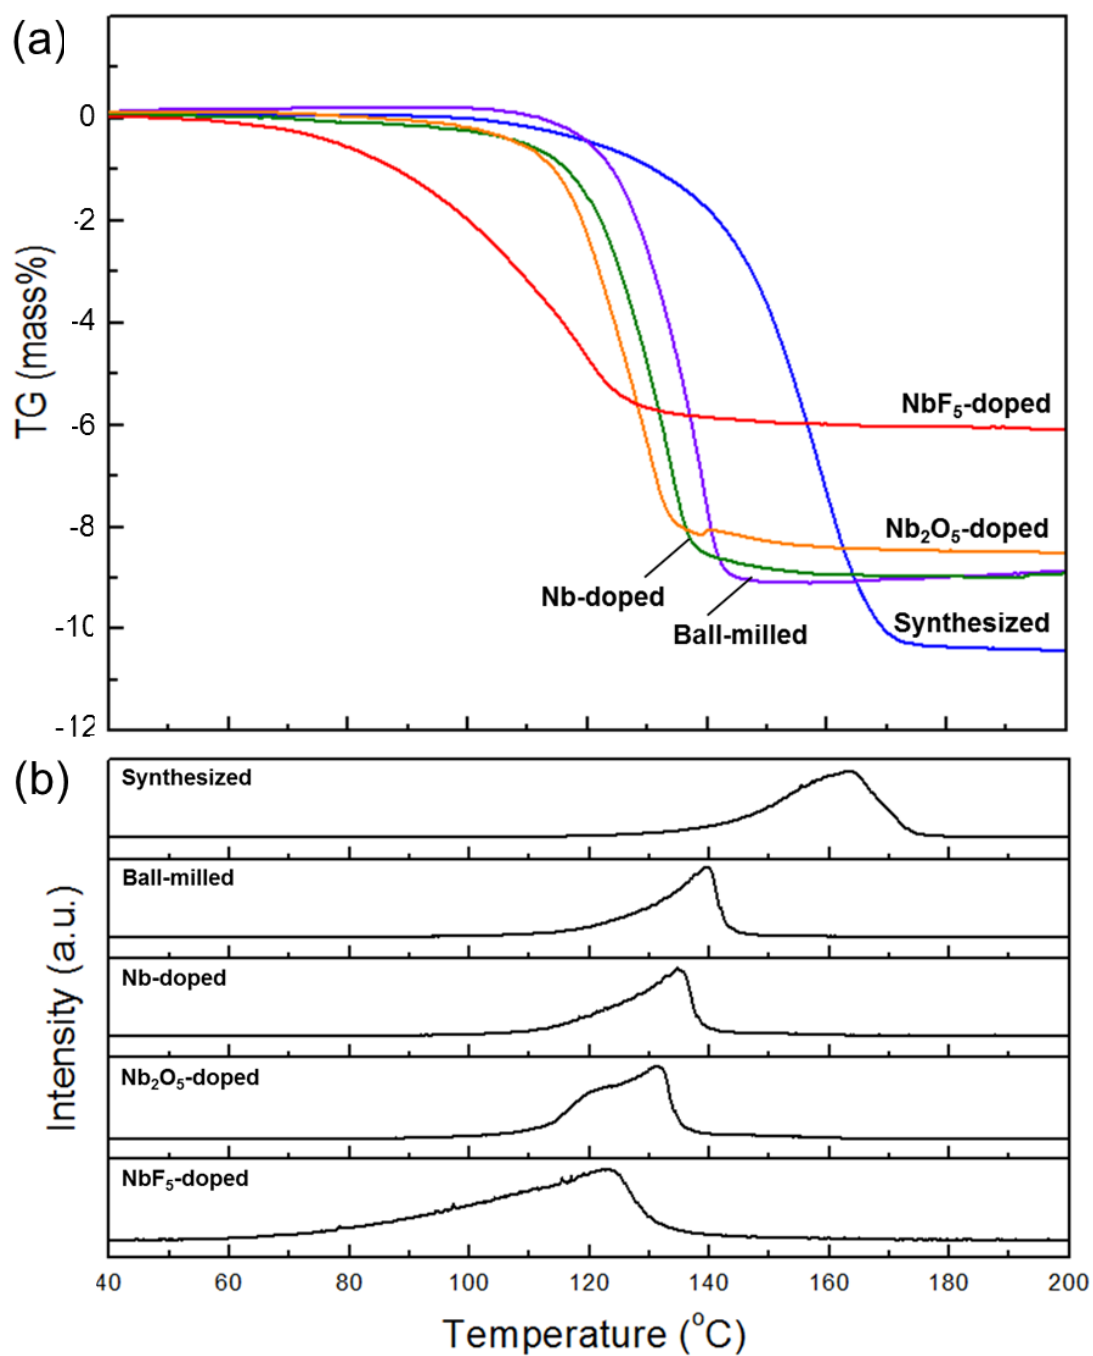 (a)
0
-2
-4
-6
-8
-10
-12
TG (mass%)
NbF₅-doped
Nb₂O₅-doped
Nb-doped
Ball-milled
Synthesized
(b)
Synthesized
Ball-milled
Nb-doped
Nb₂O₅-doped
NbF₅-doped
Intensity (a.u.)
40 60 80 100 120 140 160 180 200
Temperature (°C)